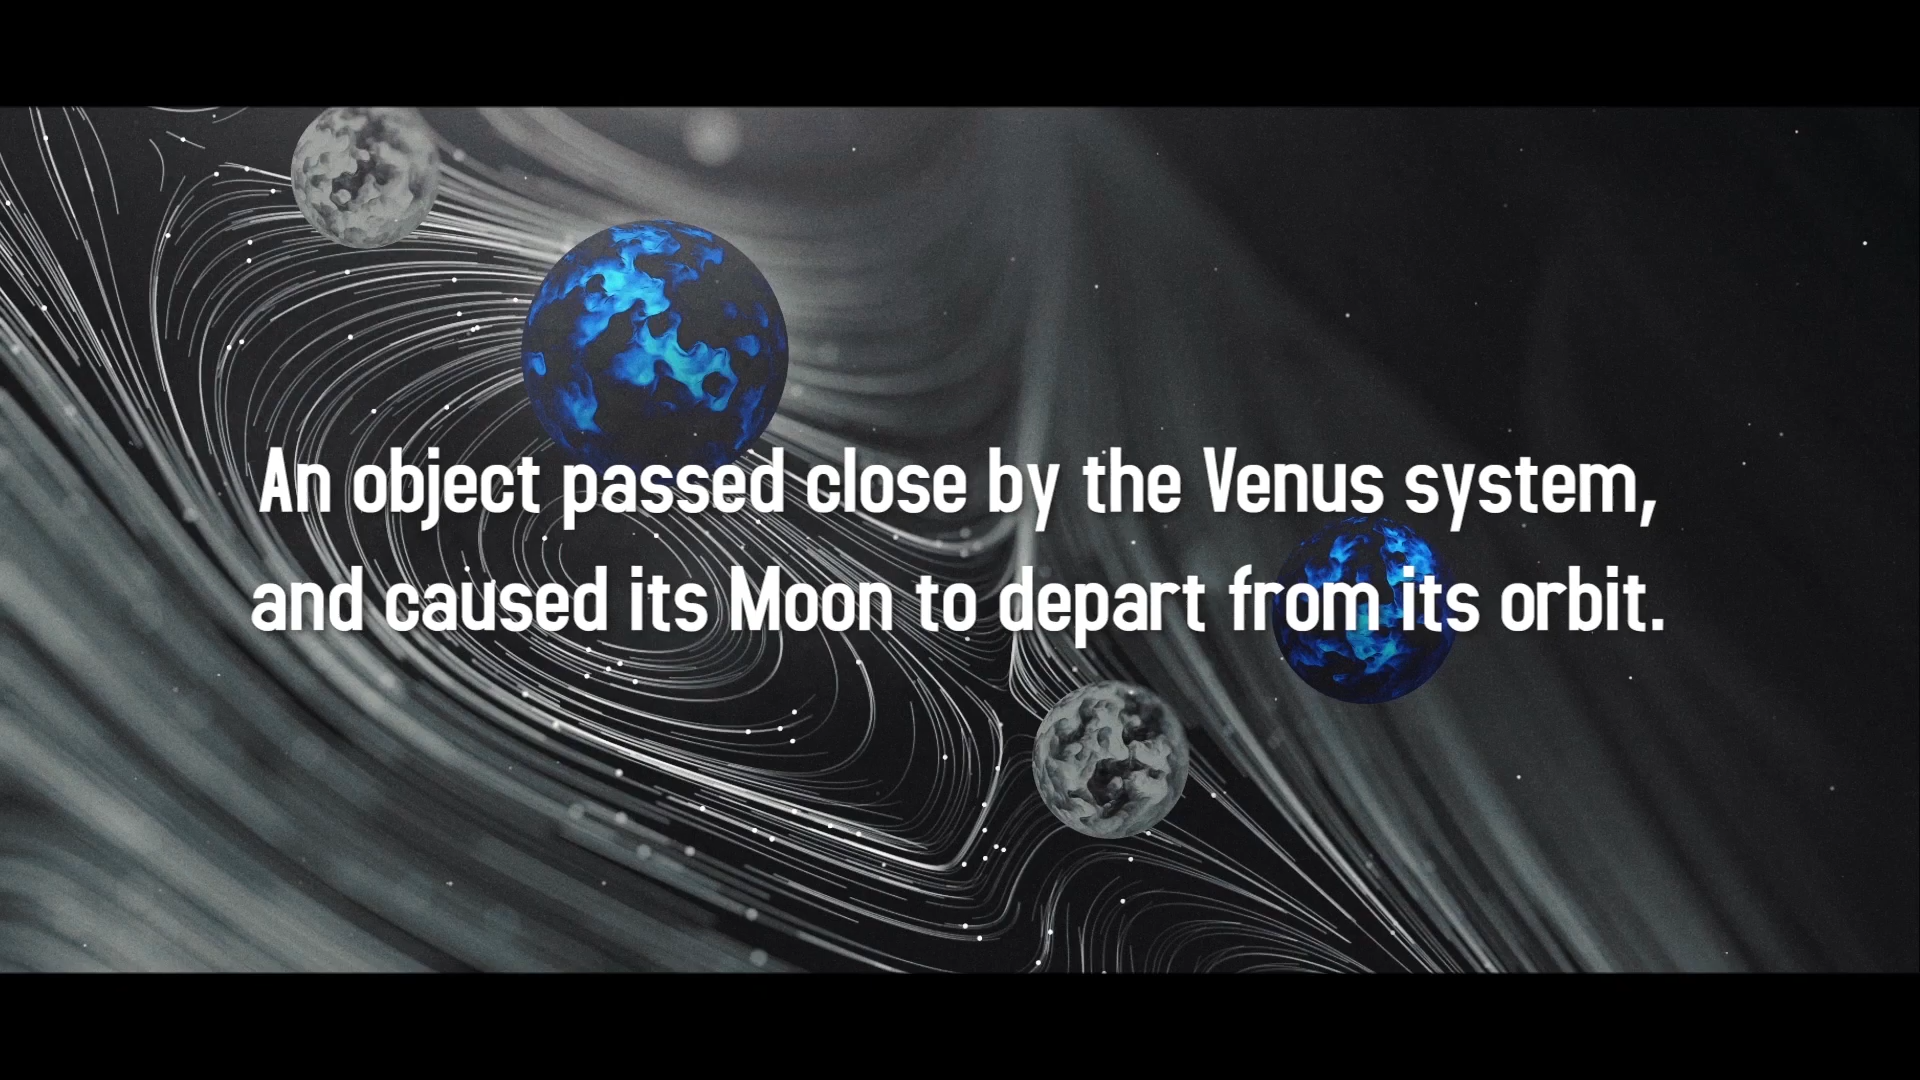 An object passed close by the Venus system,
and caused its Moon to depart from its orbit.